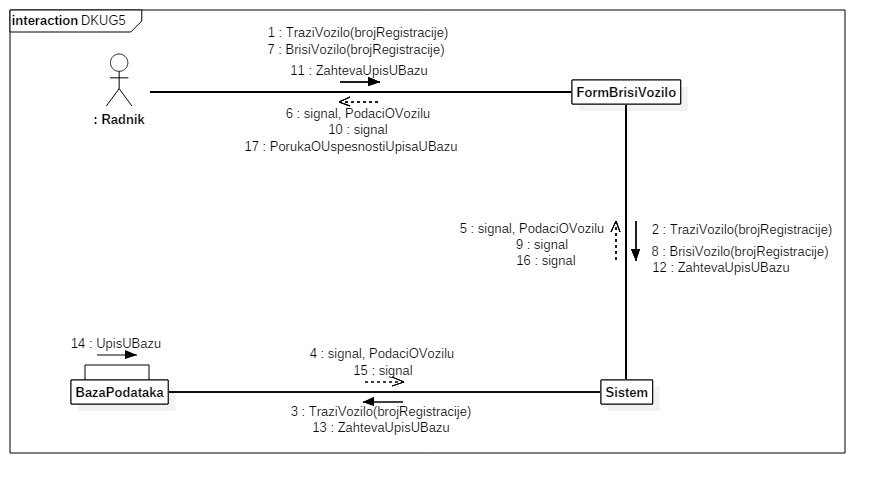 interaction DKUG5
1 : TraziVozilo(brojRegistracije)
7 : BrisiVozilo(brojRegistracije)
11 : ZahtevaUpisUBazu
: Radnik
FormBrisiVozilo
6 : signal, PodaciOVozilu
10 : signal
17 : PorukaOUspesnostiUpisaUBazu
5 : signal, PodaciOVozilu
9 : signal
16 : signal
2 : TraziVozilo(brojRegistracije)
8 : BrisiVozilo(brojRegistracije)
12 : ZahtevaUpisUBazu
14 : UpisUBazu
4 : signal, PodaciOVozilu
15 : signal
BazaPodataka
Sistem
3 : TraziVozilo(brojRegistracije)
13 : ZahtevaUpisUBazu